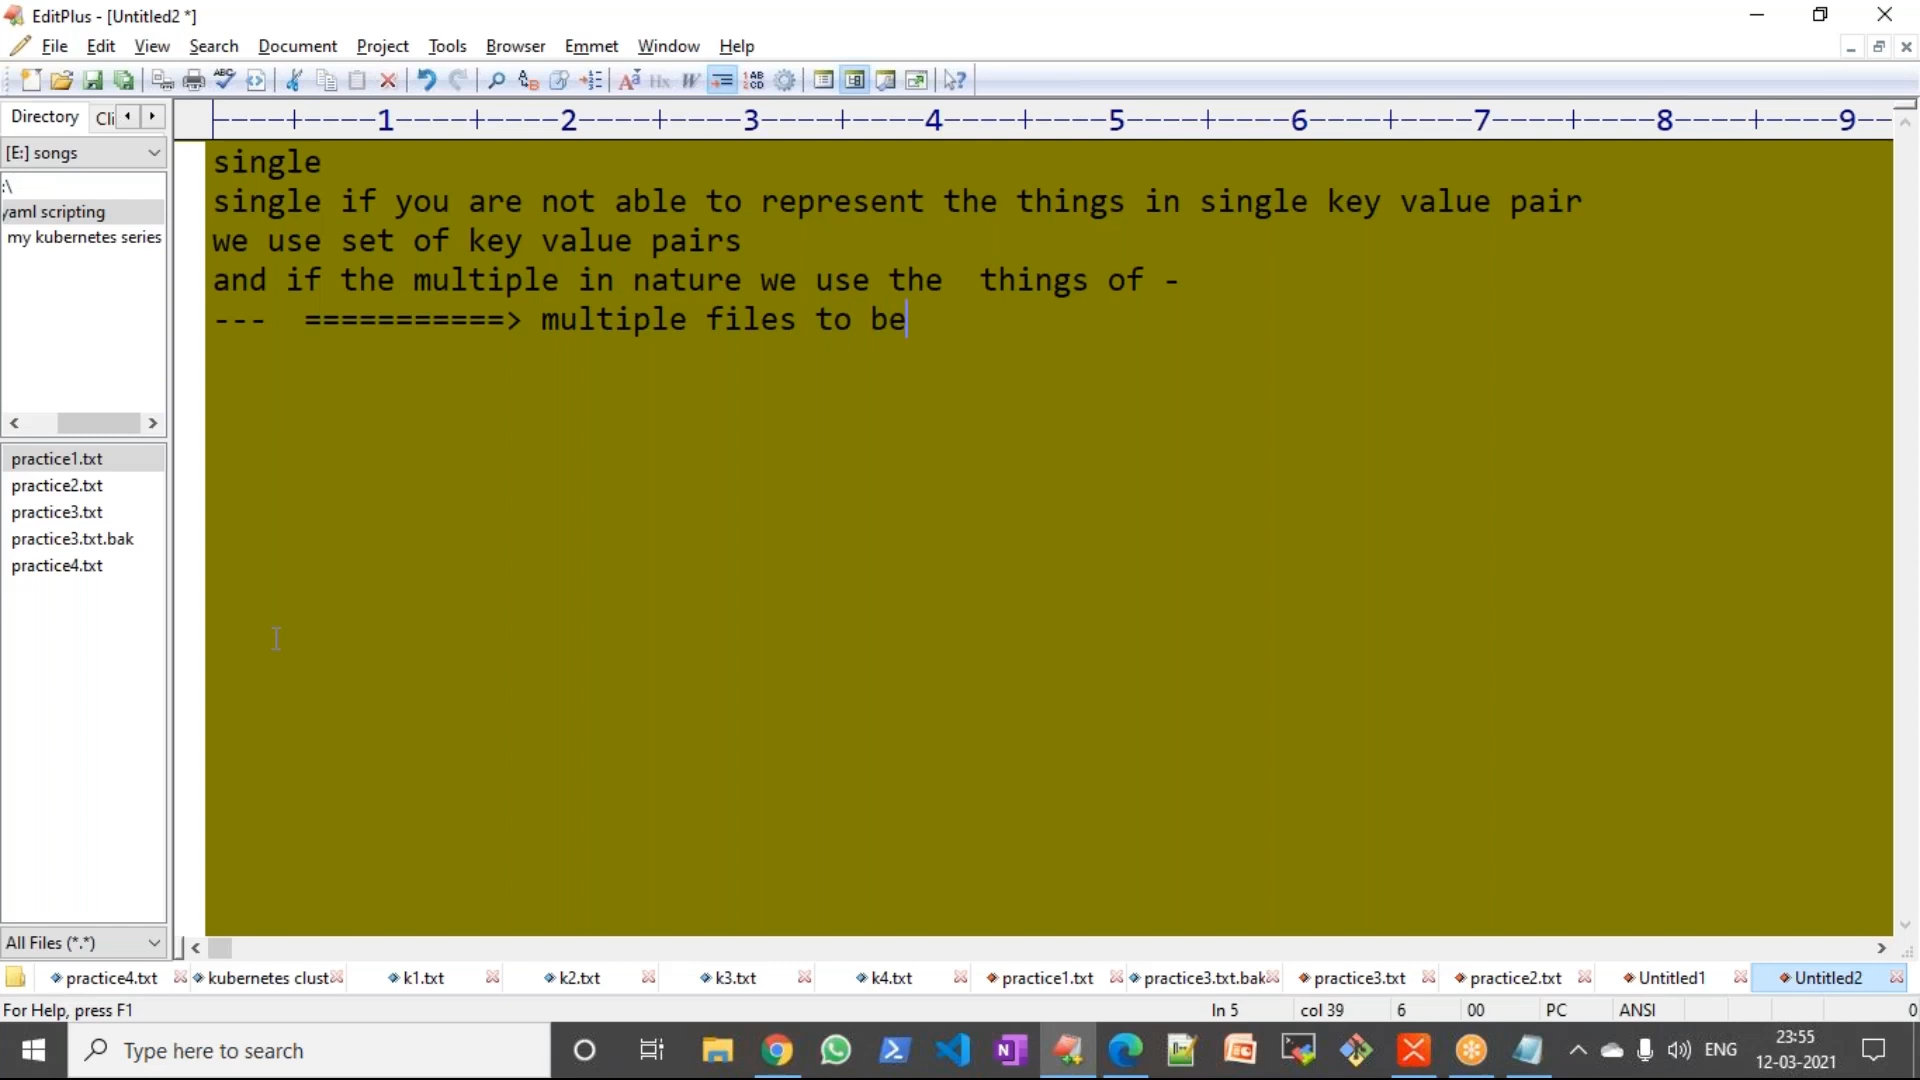 EditPlus - [Untitled2 *]
File Edit View Search Document Project Tools Browser Emmet Window Help
Directory Cli
[E:] songs
:\
yaml scripting
my kubernetes series
----+----1----+----2----+----3----+----4----+----5----+----6----+----7----+----8----+----9--
single
single if you are not able to represent the things in single key value pair
we use set of key value pairs
and if the multiple in nature we use the  things of -
---  ===========> multiple files to be
practice1.txt
practice2.txt
practice3.txt
practice3.txt.bak
practice4.txt
All Files (*.*)
practice4.txt kubernetes clust k1.txt k2.txt k3.txt k4.txt practice1.txt practice3.txt.bak practice3.txt practice2.txt Untitled1 Untitled2
For Help, press F1 ln 5 col 39 6 00 PC ANSI 0
Type here to search ENG 23:55
12-03-2021